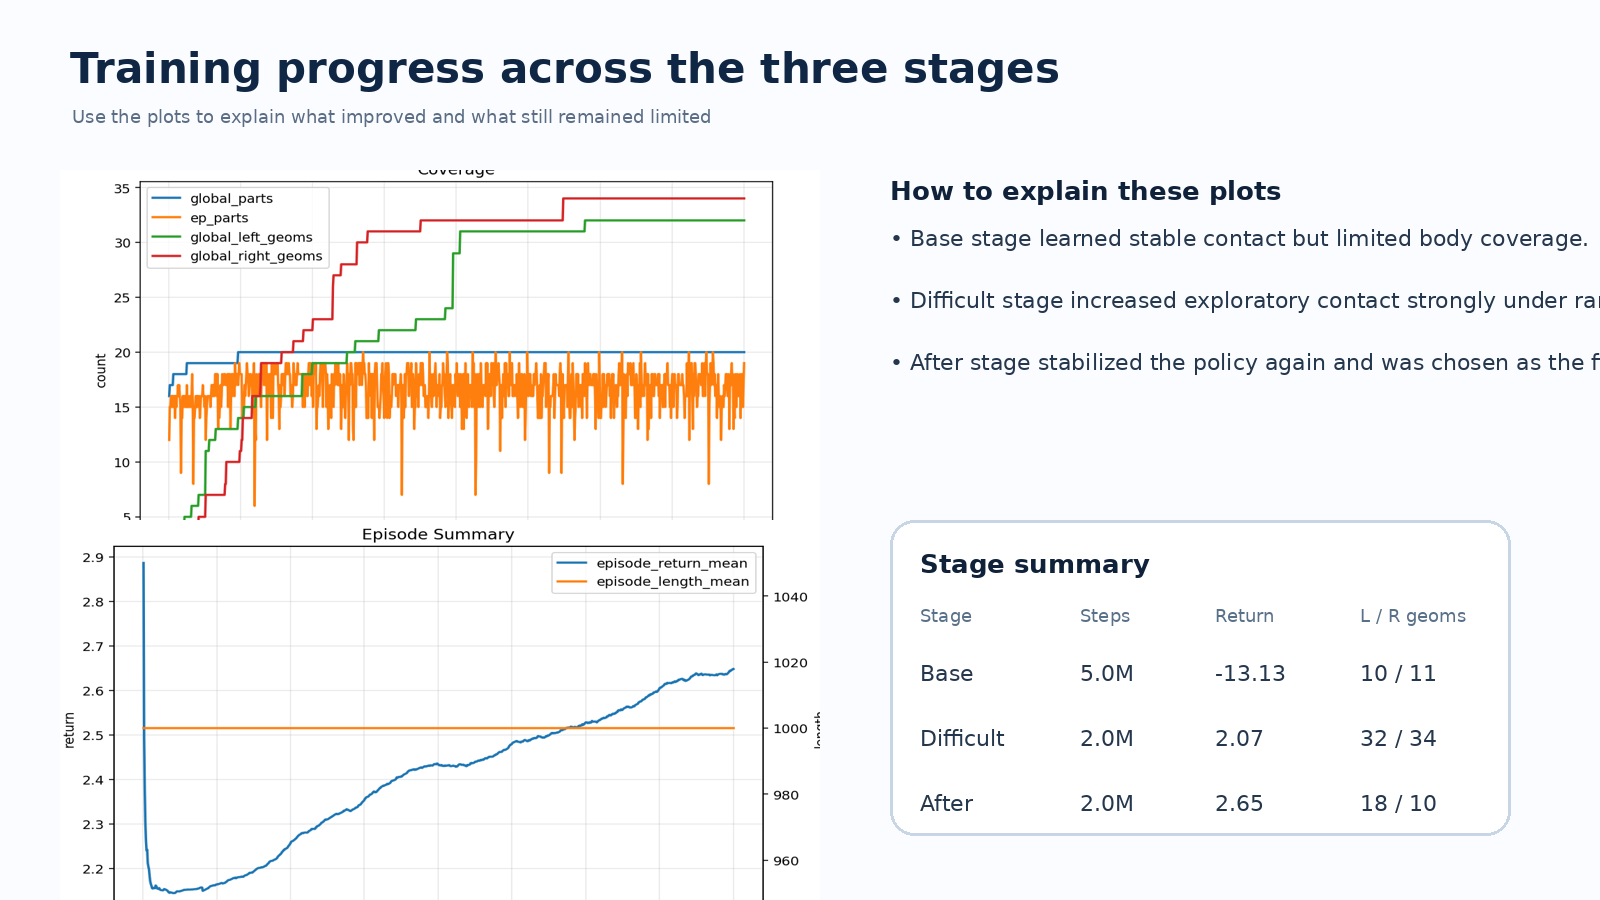 Training progress across the three stages
Use the plots to explain what improved and what still remained limited
Coverage
35
30
25
20
15
10
5
count
global_parts
ep_parts
global_left_geoms
global_right_geoms
Episode Summary
2.9
2.8
2.7
2.6
2.5
2.4
2.3
2.2
return
episode_return_mean
episode_length_mean
1040
1020
1000
980
960
length
How to explain these plots
• Base stage learned stable contact but limited body coverage.
• Difficult stage increased exploratory contact strongly under
• After stage stabilized the policy again and was chosen as the
Stage summary
Stage Steps Return L / R geoms
Base 5.0M -13.13 10 / 11
Difficult 2.0M 2.07 32 / 34
After 2.0M 2.65 18 / 10